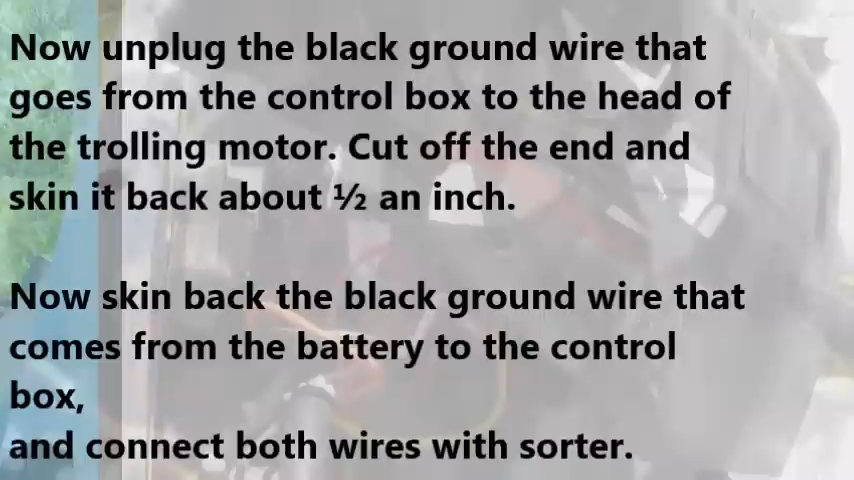 Now unplug the black ground wire that
goes from the control box to the head of
the trolling motor. Cut off the end and
skin it back about ½ an inch.
Now skin back the black ground wire that
comes from the battery to the control
box,
and connect both wires with sorter.